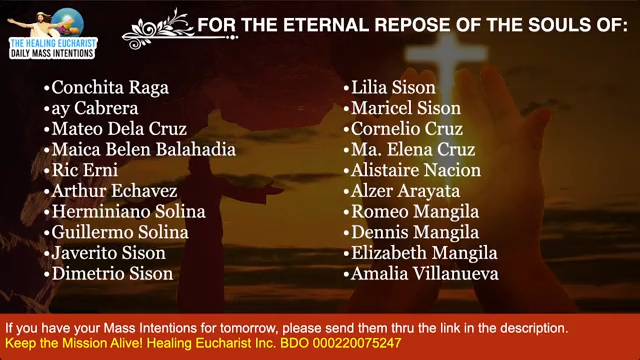 THE HEALING EUCHARIST
DAILY MASS INTENTIONS
FOR THE ETERNAL REPOSE OF THE SOULS OF:
•Conchita Raga
•ay Cabrera
•Mateo Dela Cruz
•Maica Belen Balahadia
•Ric Erni
•Arthur Echavez
•Herminiano Solina
•Guillermo Solina
•Javerito Sison
•Dimetrio Sison
•Lilia Sison
•Maricel Sison
•Cornelio Cruz
•Ma. Elena Cruz
•Alistaire Nacion
•Alzer Arayata
•Romeo Mangila
•Dennis Mangila
•Elizabeth Mangila
•Amalia Villanueva
If you have your Mass Intentions for tomorrow, please send them thru the link in the description.
Keep the Mission Alive! Healing Eucharist Inc. BDO 000220075247